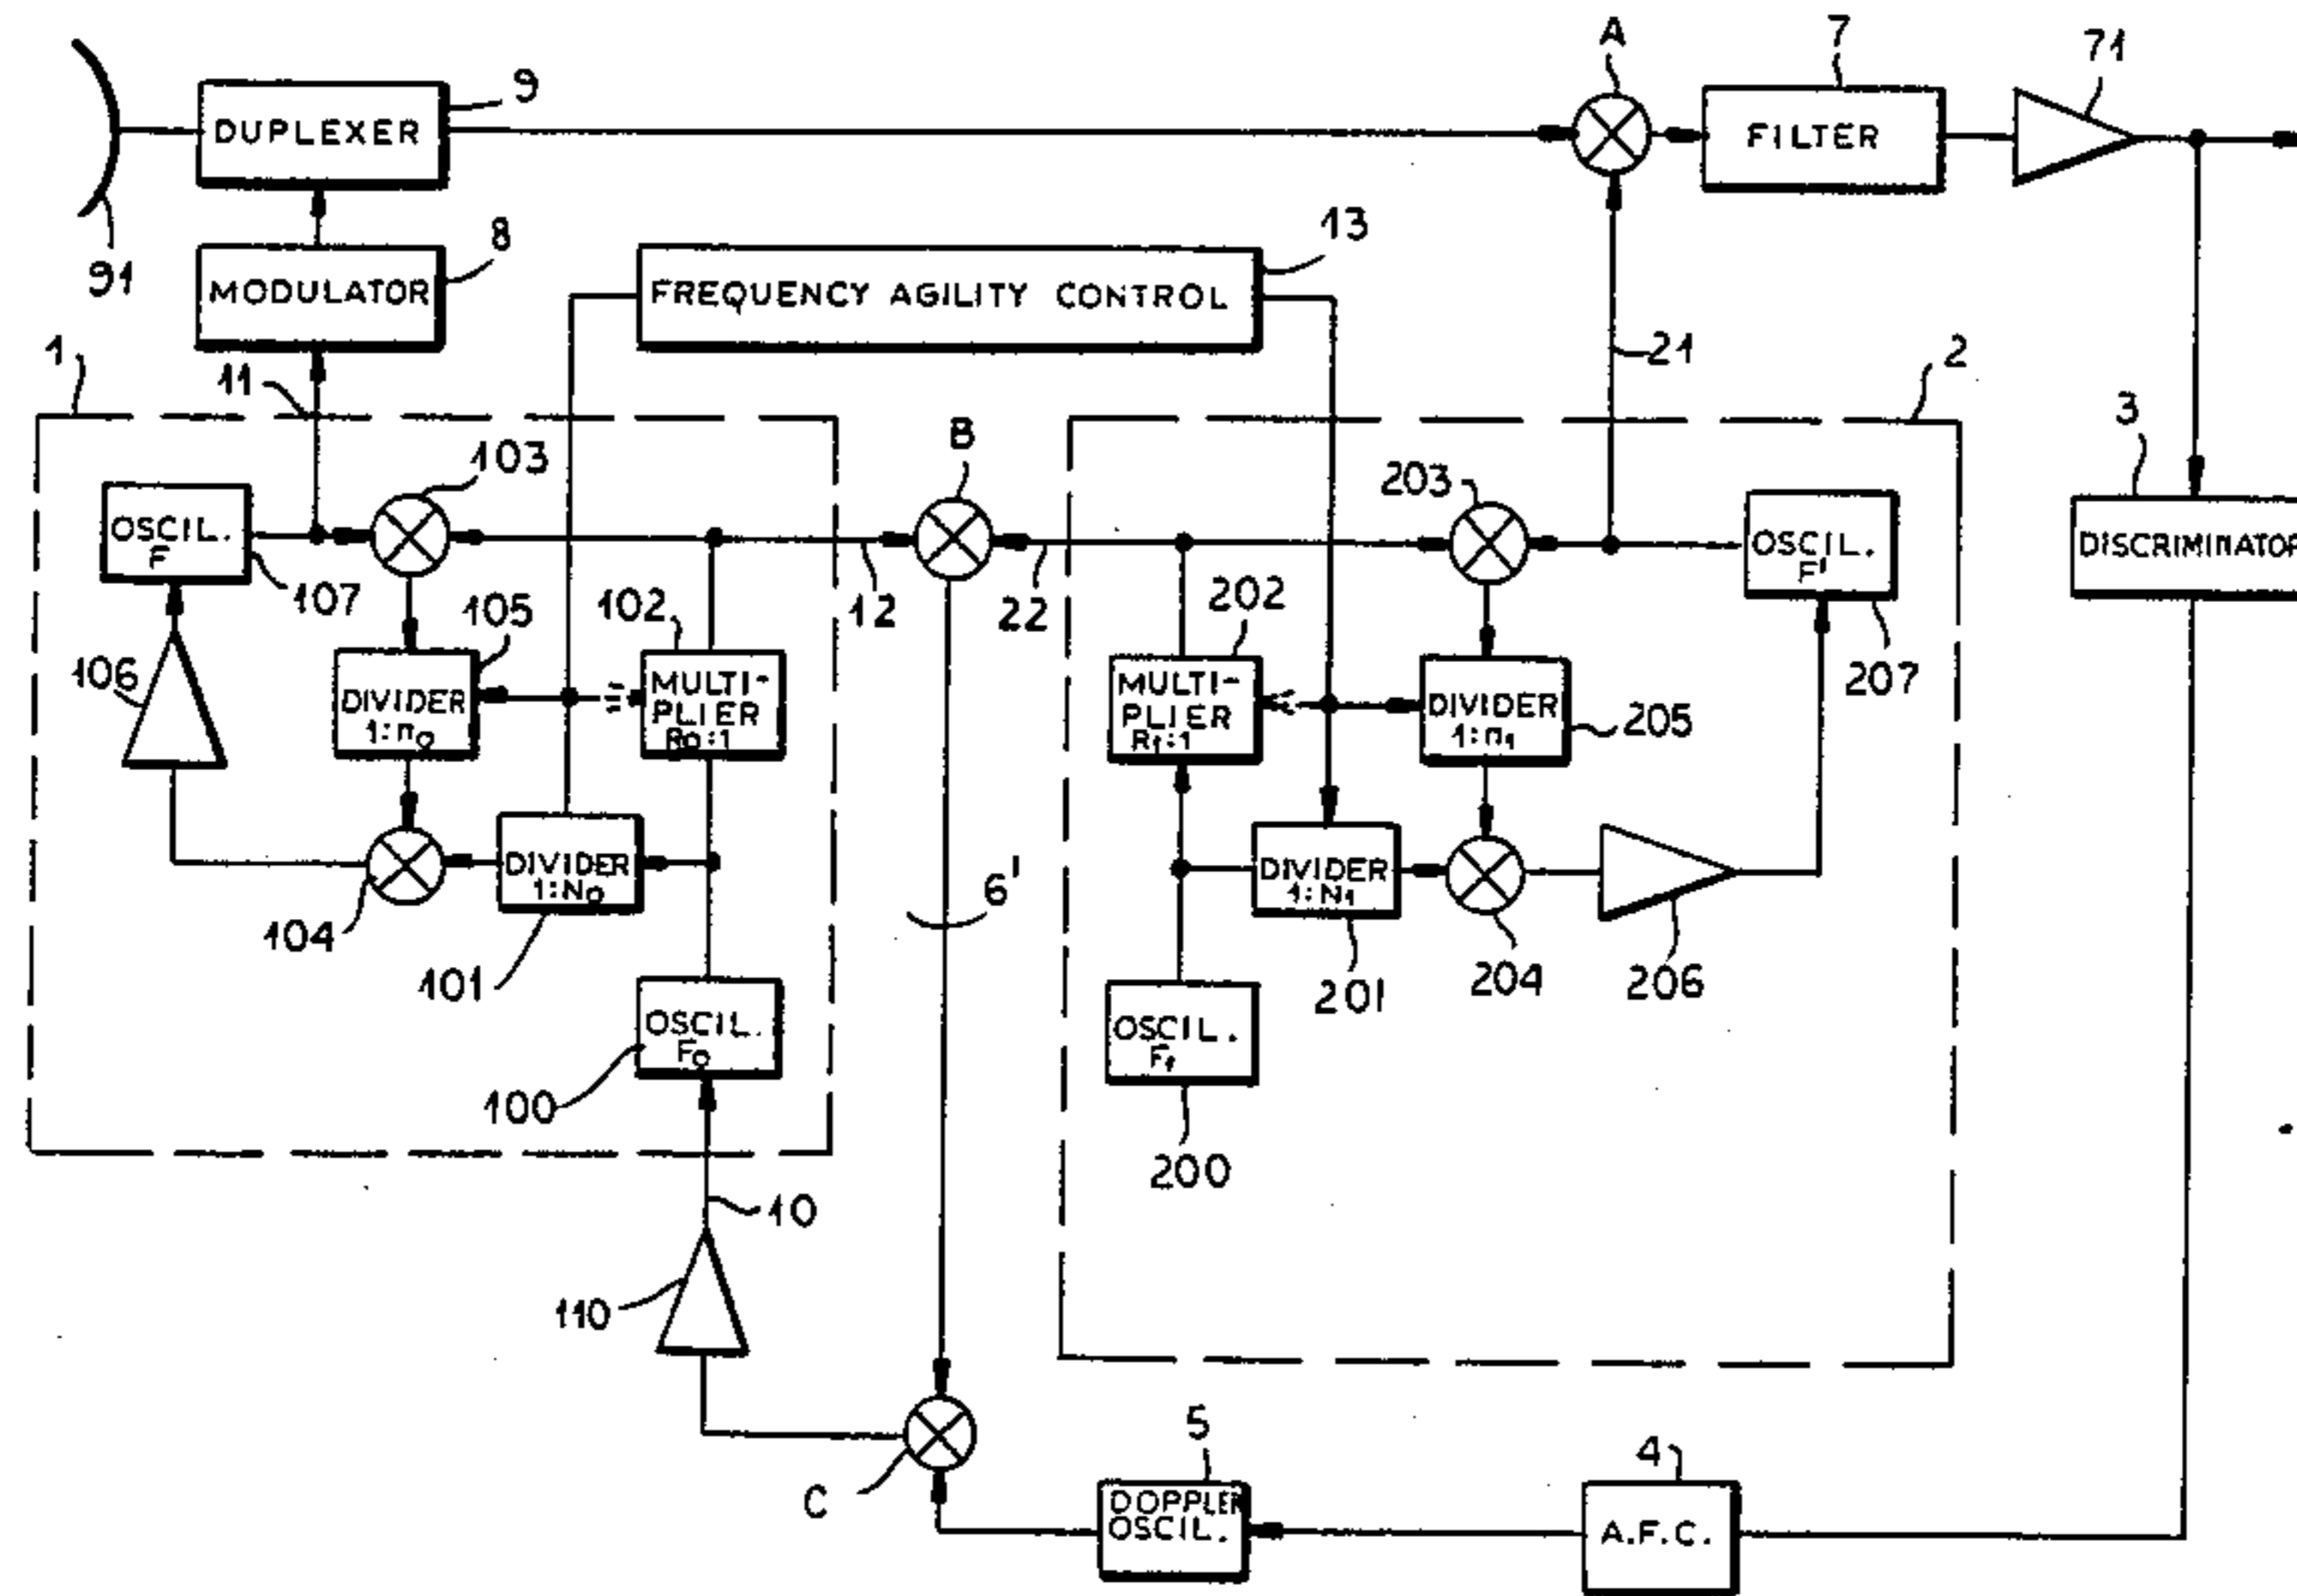 A
7
71
9
DUPLEXER
FILTER
91
8
MODULATOR
13
FREQUENCY AGILITY CONTROL
21
1
11
2
3
103
B
203
OSCIL.
F
107
12
22
OSCIL.
F'
207
DISCRIMINATOR
106
105
DIVIDER
1:n₀
102
MULTI-
PLIER
R₀:1
202
MULTI-
PLIER
R₁:1
DIVIDER
1:n₁
205
104
DIVIDER
1:N₀
101
6'
DIVIDER
1:N₁
201
204
206
OSCIL.
F₀
100
OSCIL.
F₁
200
10
110
C
5
DOPPLER
OSCIL.
4
A.F.C.